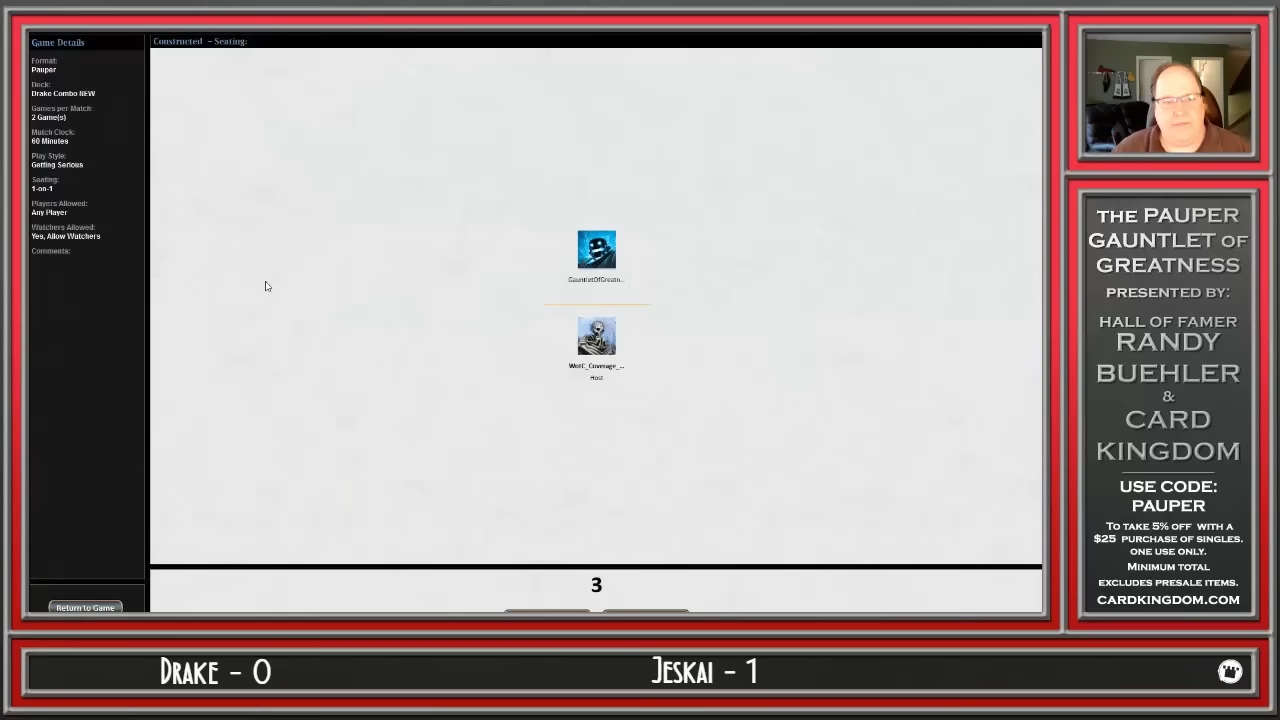 Game Details
Format:
Pauper
Deck:
Drake Combo NEW
Games per Match:
2 Game(s)
Match Clock:
60 Minutes
Play Style:
Getting Serious
Seating:
1-on-1
Players Allowed:
Any Player
Watchers Allowed:
Yes, Allow Watchers
Comments:
Return to Game
Constructed - Seating:
GauntletOfGreatn...
WotC_Coverage_...
Host
3
THE PAUPER
GAUNTLET OF
GREATNESS
PRESENTED BY:
HALL OF FAMER
RANDY
BUEHLER
&
CARD
KINGDOM
USE CODE:
PAUPER
TO TAKE 5% OFF WITH A
$25 PURCHASE OF SINGLES.
ONE USE ONLY.
MINIMUM TOTAL
EXCLUDES PRESALE ITEMS.
CARDKINGDOM.COM
DRAKE - 0
JESKAI - 1